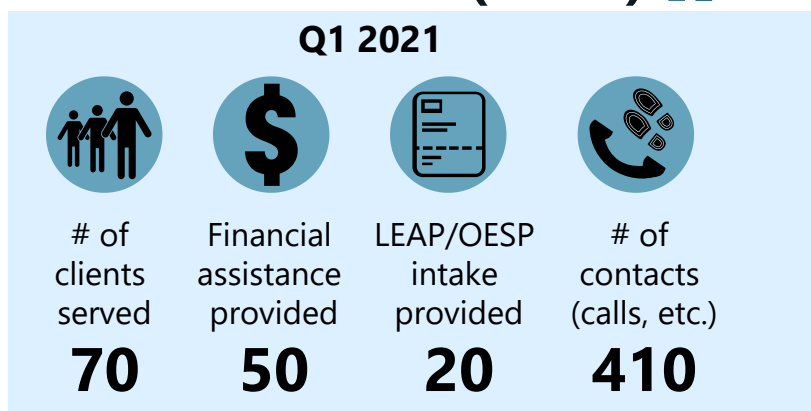 Q1 2021
# of
clients
served
70
Financial
assistance
provided
50
LEAP/OESP
intake
provided
20
# of
contacts
(calls, etc.)
410